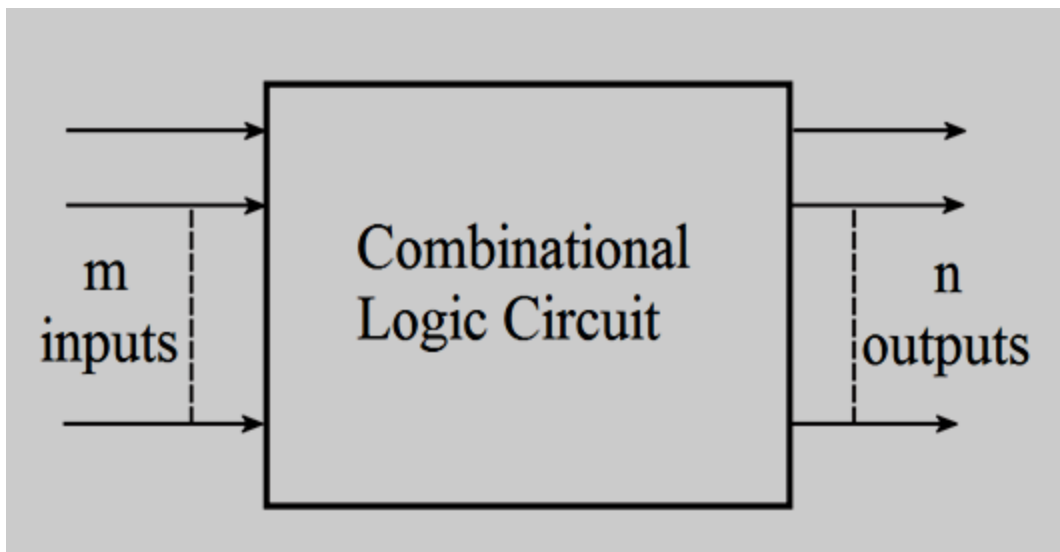 m
inputs
Combinational
Logic Circuit
n
outputs